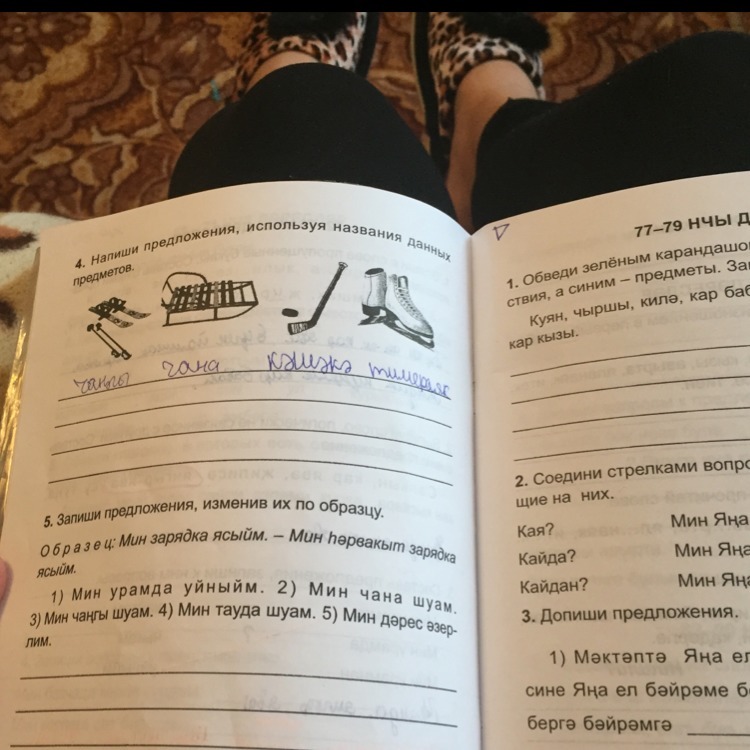 4. Напиши предложения, используя названия данных
предметов.
чаңгы чана кәшәкә тимераяк
5. Запиши предложения, изменив их по образцу.
Образец: Мин зарядка ясыйм. – Мин һәрвакыт зарядка
ясыйм.
1) Мин урамда уйныйм. 2) Мин чана шуам.
3) Мин чаңгы шуам. 4) Мин тауда шуам. 5) Мин дәрес әзер-
лим.
77–79 НЧЫ Д
1. Обведи зелёным карандашо
ствия, а синим – предметы. За
Куян, чыршы, килә, кар баб
кар кызы.
2. Соедини стрелками вопро
щие на них.
Кая? Мин Яңа
Кайда? Мин Яңа
Кайдан? Мин Яңа
3. Допиши предложения.
1) Мәктәптә Яңа ел
сине Яңа ел бәйрәме б
бергә бәйрәмгә